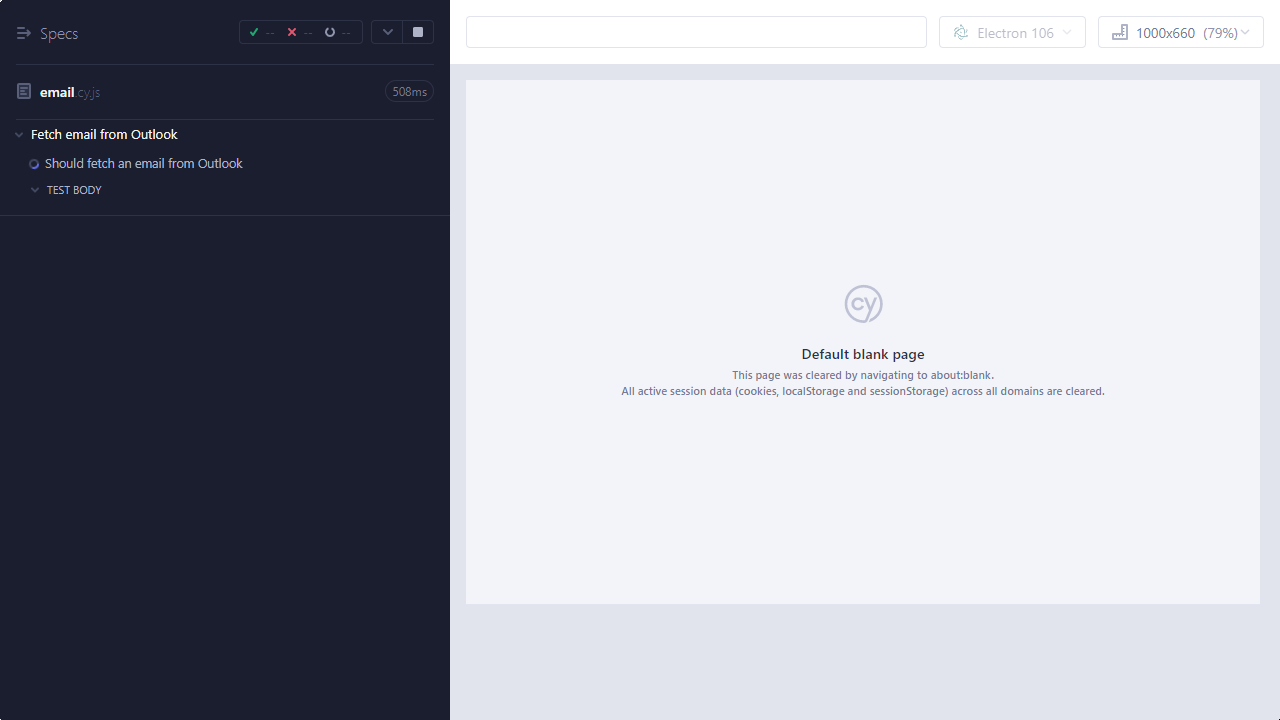 Specs
-- -- --
email.cy.js
508ms
Fetch email from Outlook
Should fetch an email from Outlook
TEST BODY
Electron 106
1000x660 (79%)
cy
Default blank page
This page was cleared by navigating to about:blank.
All active session data (cookies, localStorage and sessionStorage) across all domains are cleared.